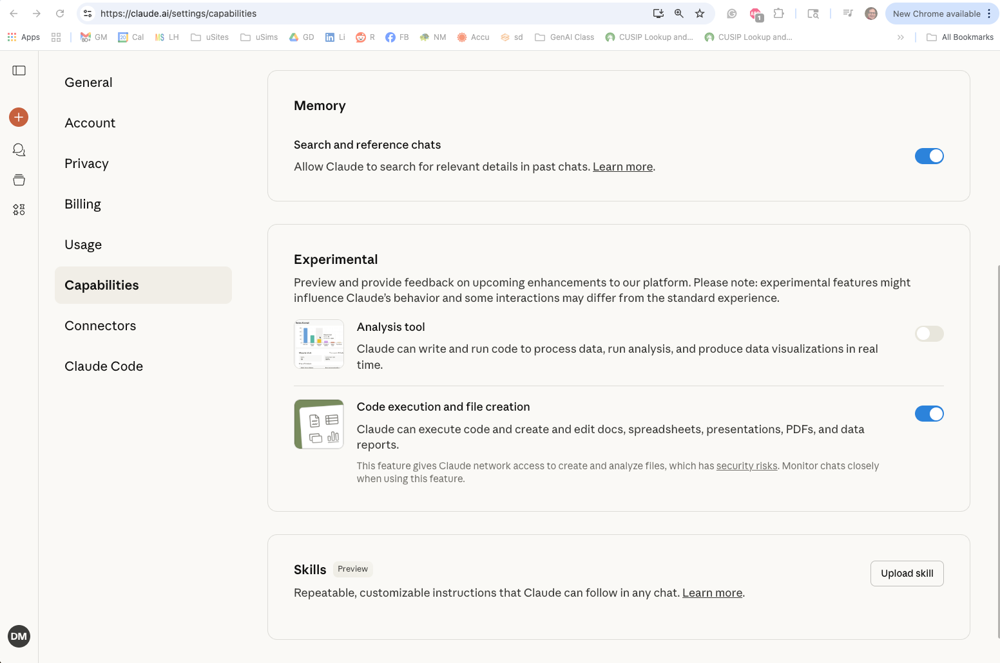 https://claude.ai/settings/capabilities
1
New Chrome available
Apps
GM
Cal
LH
uSites
uSims
GD
Li
R
FB
NM
Accu
sd
GenAI Class
CUSIP Lookup and...
CUSIP Lookup and...
All Bookmarks
General
Account
Privacy
Billing
Usage
Capabilities
Connectors
Claude Code
DM
Memory
Search and reference chats
Allow Claude to search for relevant details in past chats. Learn more.
Experimental
Preview and provide feedback on upcoming enhancements to our platform. Please note: experimental features might
influence Claude’s behavior and some interactions may differ from the standard experience.
Analysis tool
Claude can write and run code to process data, run analysis, and produce data visualizations in real
time.
Code execution and file creation
Claude can execute code and create and edit docs, spreadsheets, presentations, PDFs, and data
reports.
This feature gives Claude network access to create and analyze files, which has security risks. Monitor chats closely
when using this feature.
Skills
Preview
Upload skill
Repeatable, customizable instructions that Claude can follow in any chat. Learn more.